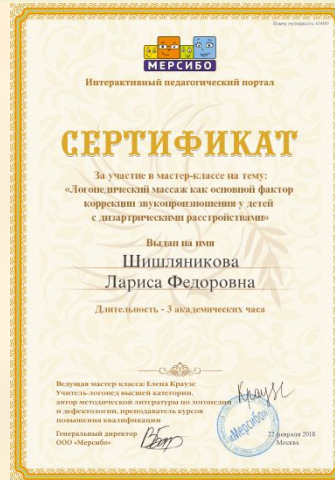 МЕРСИБО
Интерактивный педагогический портал
СЕРТИФИКАТ
За участие в мастер-классе на тему:
«Логопедический массаж как основной фактор
коррекции звукопроизношения у детей
с дизартрическими расстройствами»
Выдан на имя
Шишляникова
Лариса Федоровна
Длительность - 3 академических часа
Ведущая мастер-класса: Елена Краузе
Учитель-логопед высшей категории,
автор методической литературы по логопедии
и дефектологии, преподаватель курсов
повышения квалификации
Генеральный директор
ООО «Мерсибо»
«Мерсибо»
22 февраля 2018
Москва